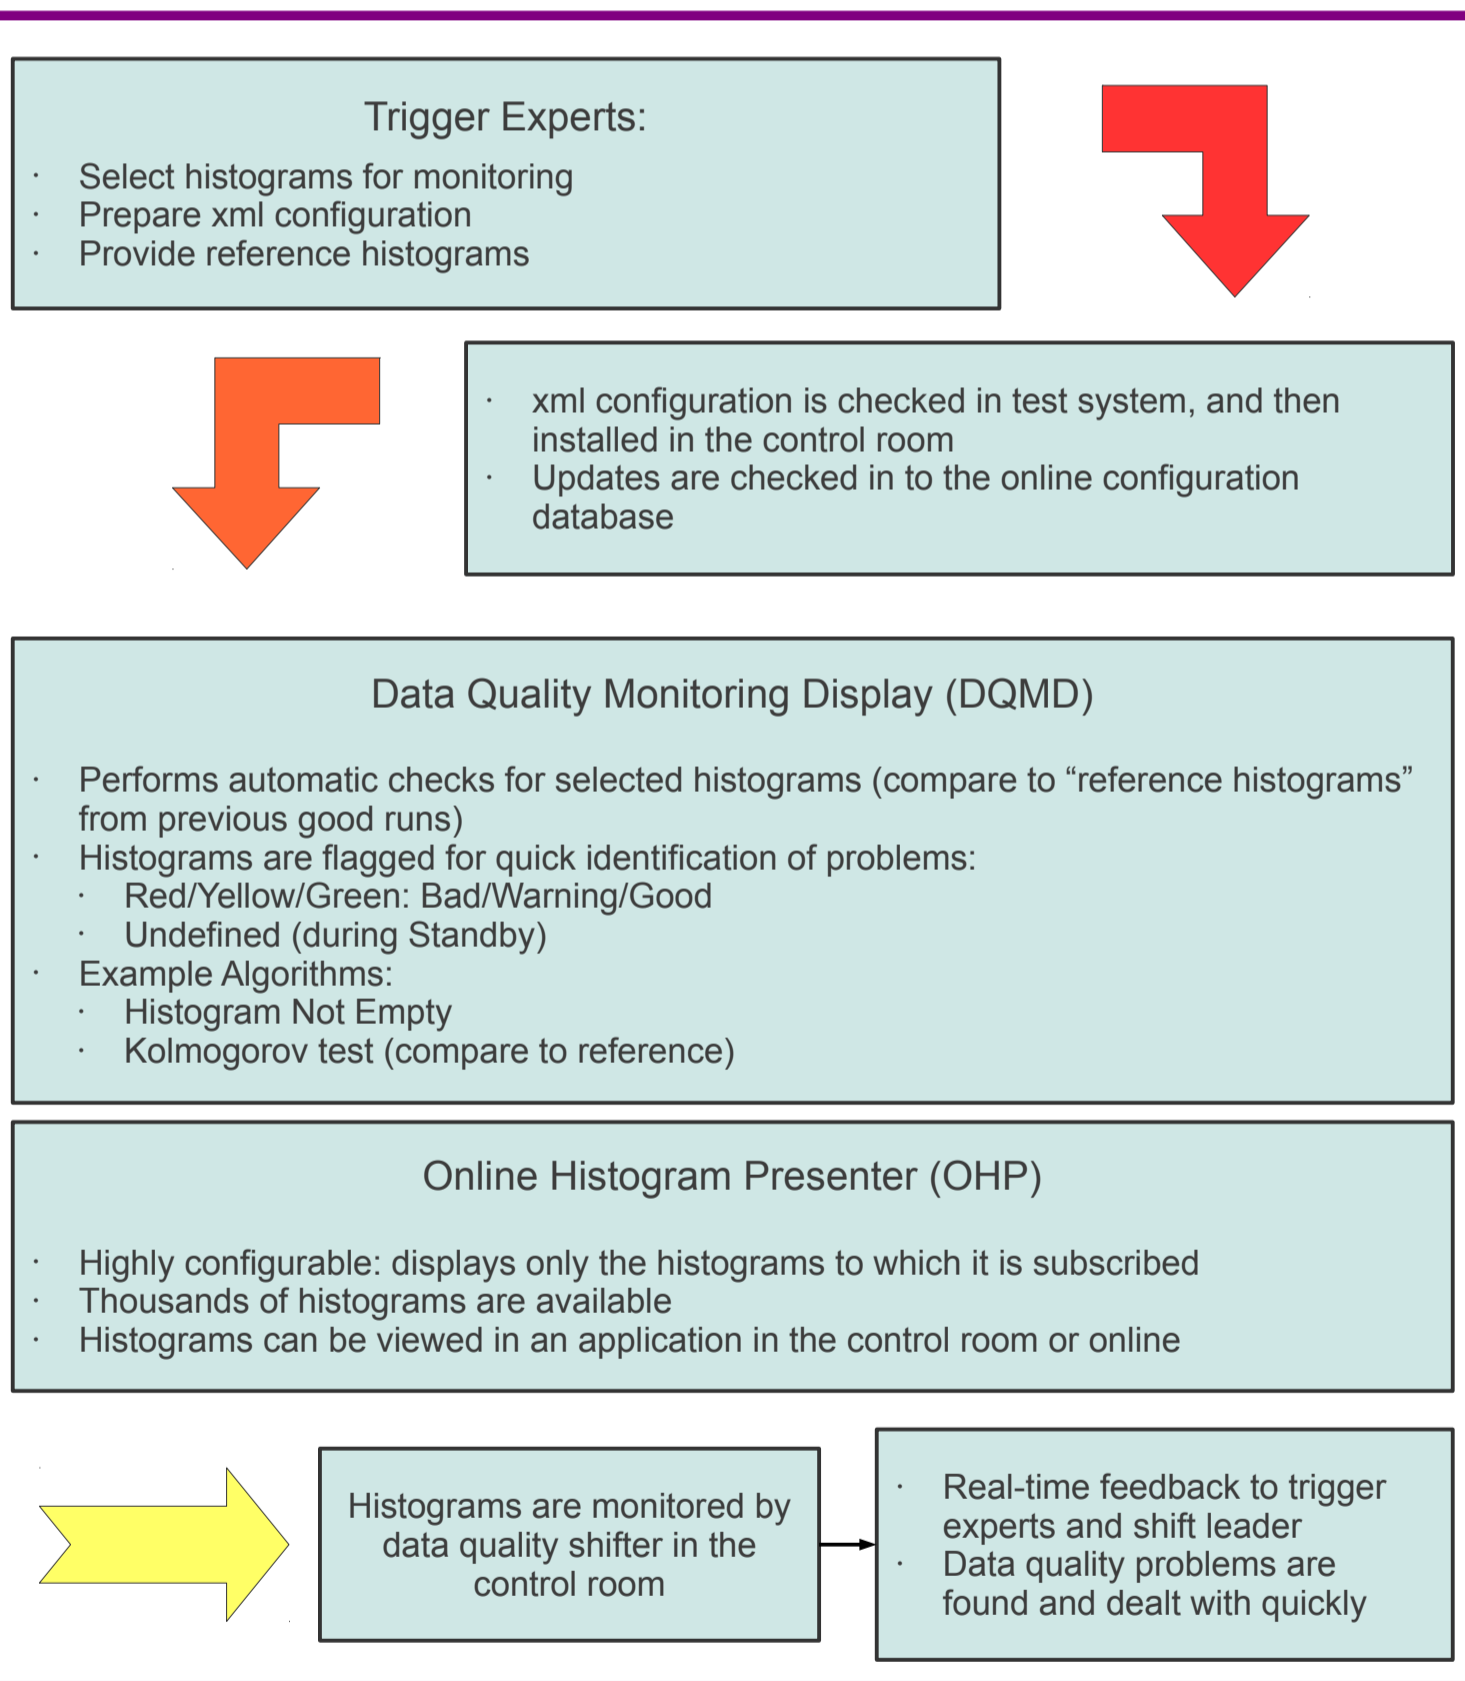 Trigger Experts:
· Select histograms for monitoring
· Prepare xml configuration
· Provide reference histograms
· xml configuration is checked in test system, and then
installed in the control room
· Updates are checked in to the online configuration
database
Data Quality Monitoring Display (DQMD)
· Performs automatic checks for selected histograms (compare to “reference histograms”
from previous good runs)
· Histograms are flagged for quick identification of problems:
· Red/Yellow/Green: Bad/Warning/Good
· Undefined (during Standby)
· Example Algorithms:
· Histogram Not Empty
· Kolmogorov test (compare to reference)
Online Histogram Presenter (OHP)
· Highly configurable: displays only the histograms to which it is subscribed
· Thousands of histograms are available
· Histograms can be viewed in an application in the control room or online
Histograms are monitored by
data quality shifter in the
control room
· Real-time feedback to trigger
experts and shift leader
· Data quality problems are
found and dealt with quickly